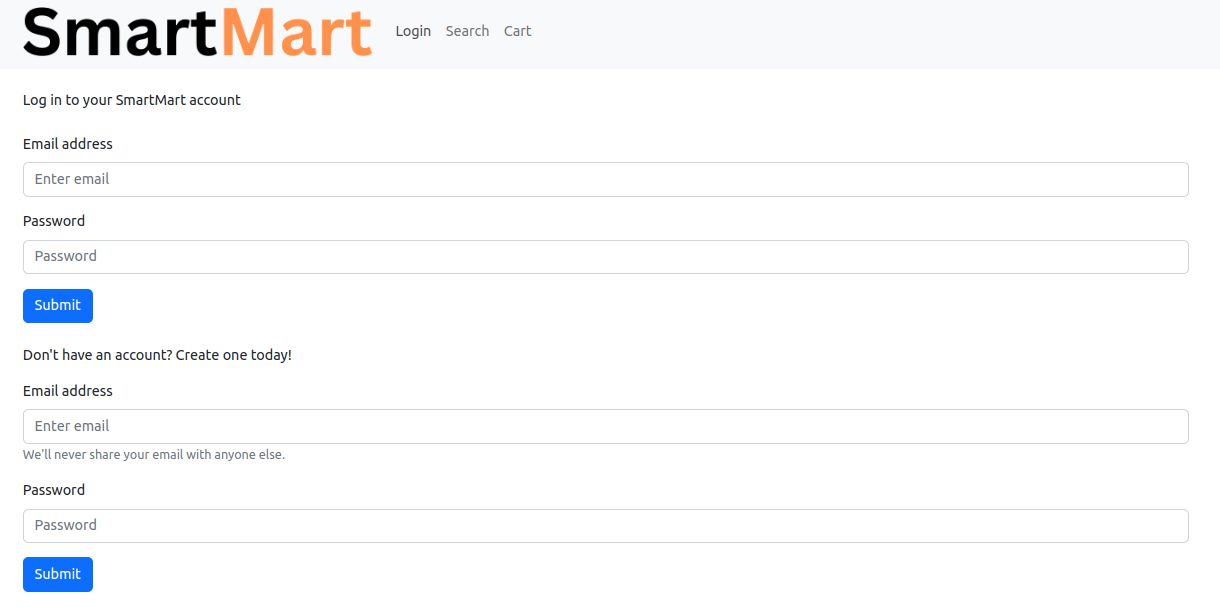 SmartMart Login Search Cart
Log in to your SmartMart account
Email address
Enter email
Password
Password
Submit
Don't have an account? Create one today!
Email address
Enter email
We'll never share your email with anyone else.
Password
Password
Submit